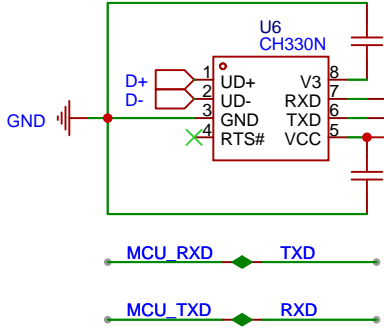 U6
CH330N
D+ 1 UD+ V3 8
D- 2 UD- RXD 7
GND 3 GND TXD 6
4 RTS# VCC 5
MCU_RXD TXD
MCU_TXD RXD